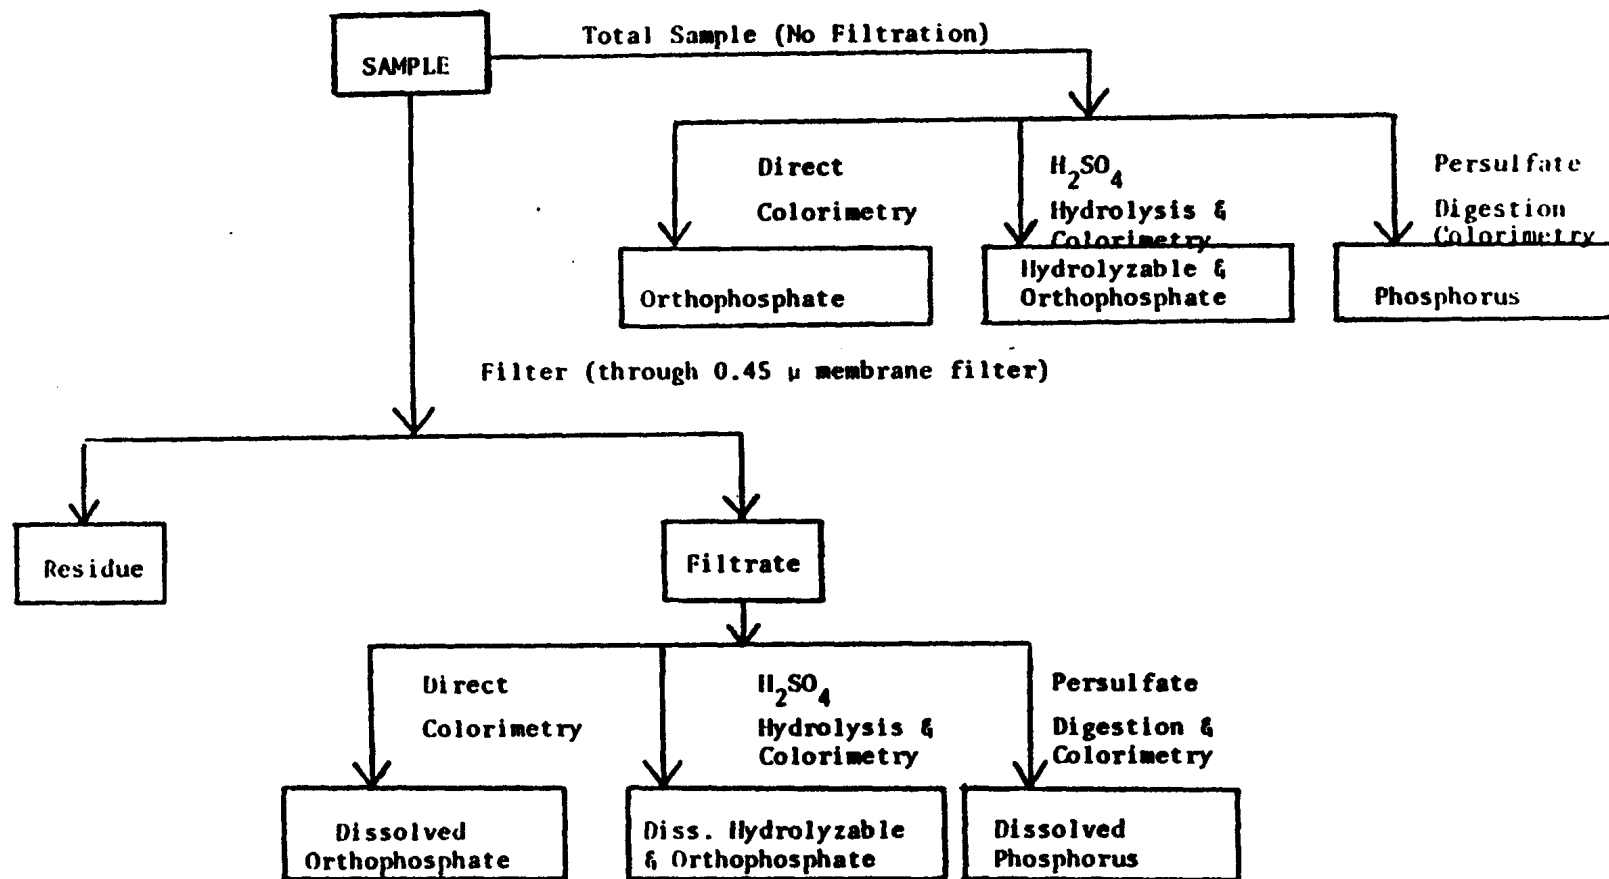 Total Sample (No Filtration)
SAMPLE
Direct
Colorimetry
H₂SO₄
Hydrolysis &
Colorimetry
Persulfate
Digestion
Colorimetry
Orthophosphate
Hydrolyzable &
Orthophosphate
Phosphorus
Filter (through 0.45 µ membrane filter)
Residue
Filtrate
Direct
Colorimetry
H₂SO₄
Hydrolysis &
Colorimetry
Persulfate
Digestion &
Colorimetry
Dissolved
Orthophosphate
Diss. Hydrolyzable
& Orthophosphate
Dissolved
Phosphorus